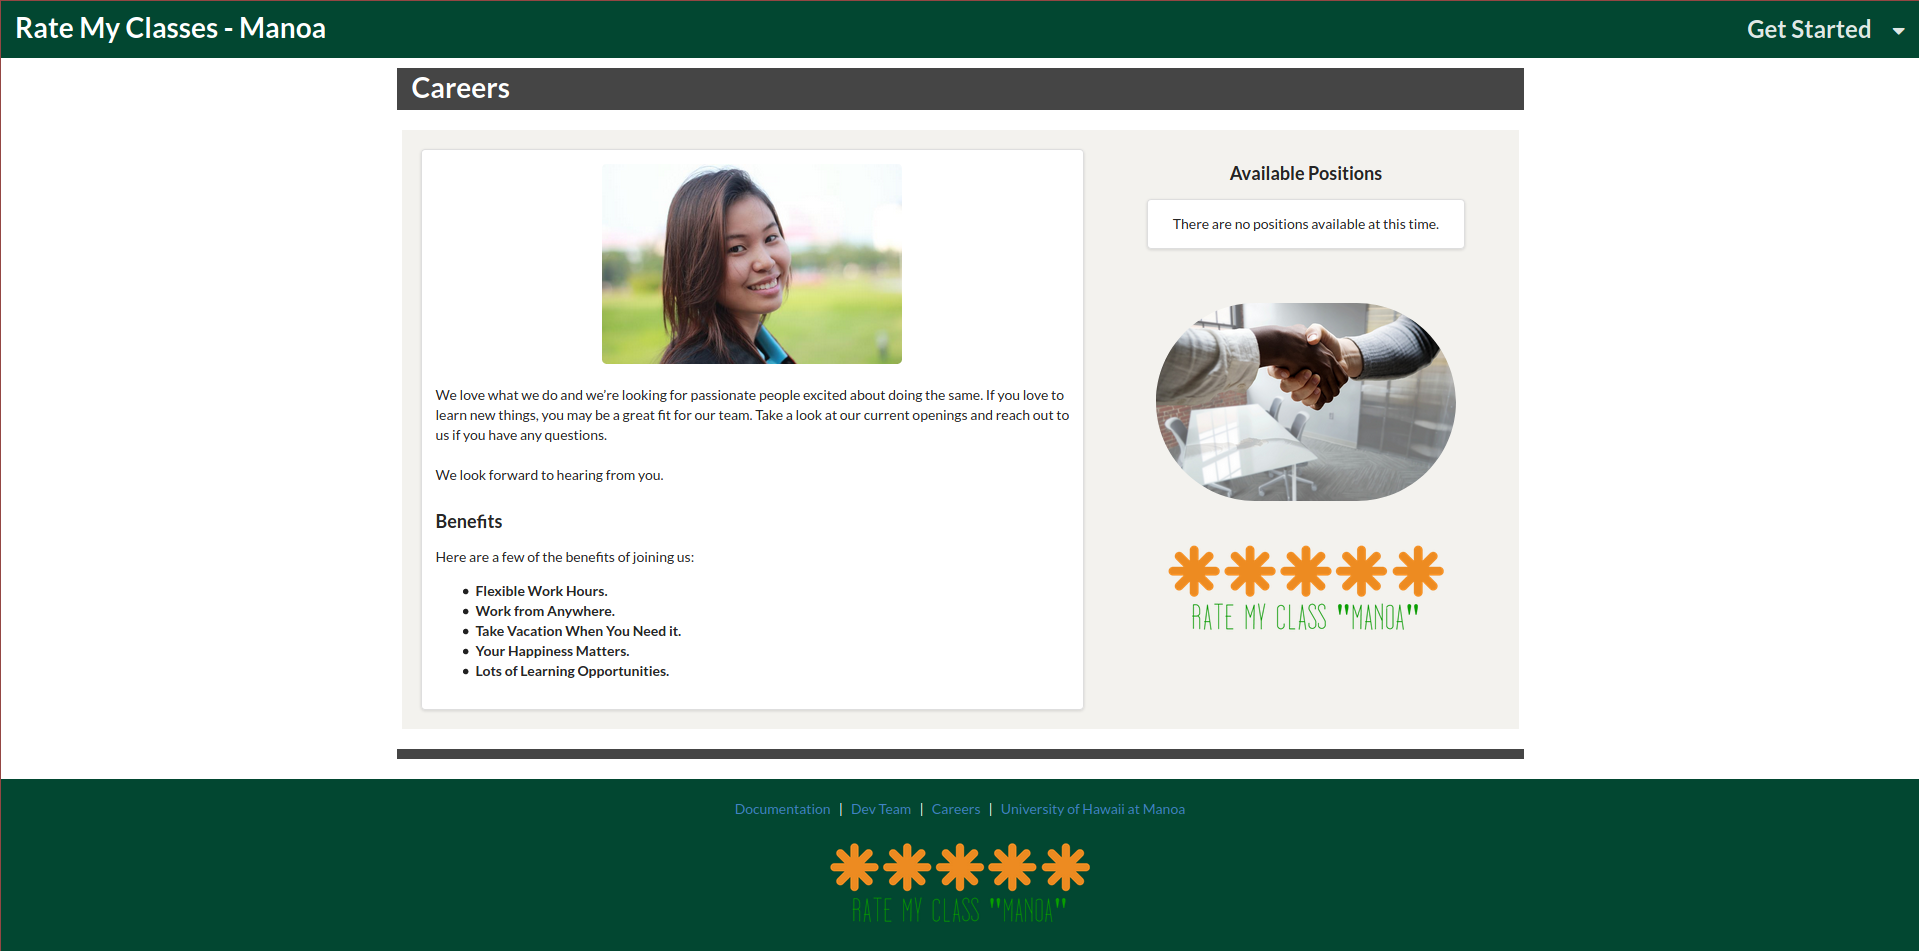 Rate My Classes - Manoa
Get Started
Careers
We love what we do and we're looking for passionate people excited about doing the same. If you love to
learn new things, you may be a great fit for our team. Take a look at our current openings and reach out to
us if you have any questions.
We look forward to hearing from you.
Benefits
Here are a few of the benefits of joining us:
• Flexible Work Hours.
• Work from Anywhere.
• Take Vacation When You Need it.
• Your Happiness Matters.
• Lots of Learning Opportunities.
Available Positions
There are no positions available at this time.
RATE MY CLASS "MANOA"
Documentation | Dev Team | Careers | University of Hawaii at Manoa
RATE MY CLASS "MANOA"